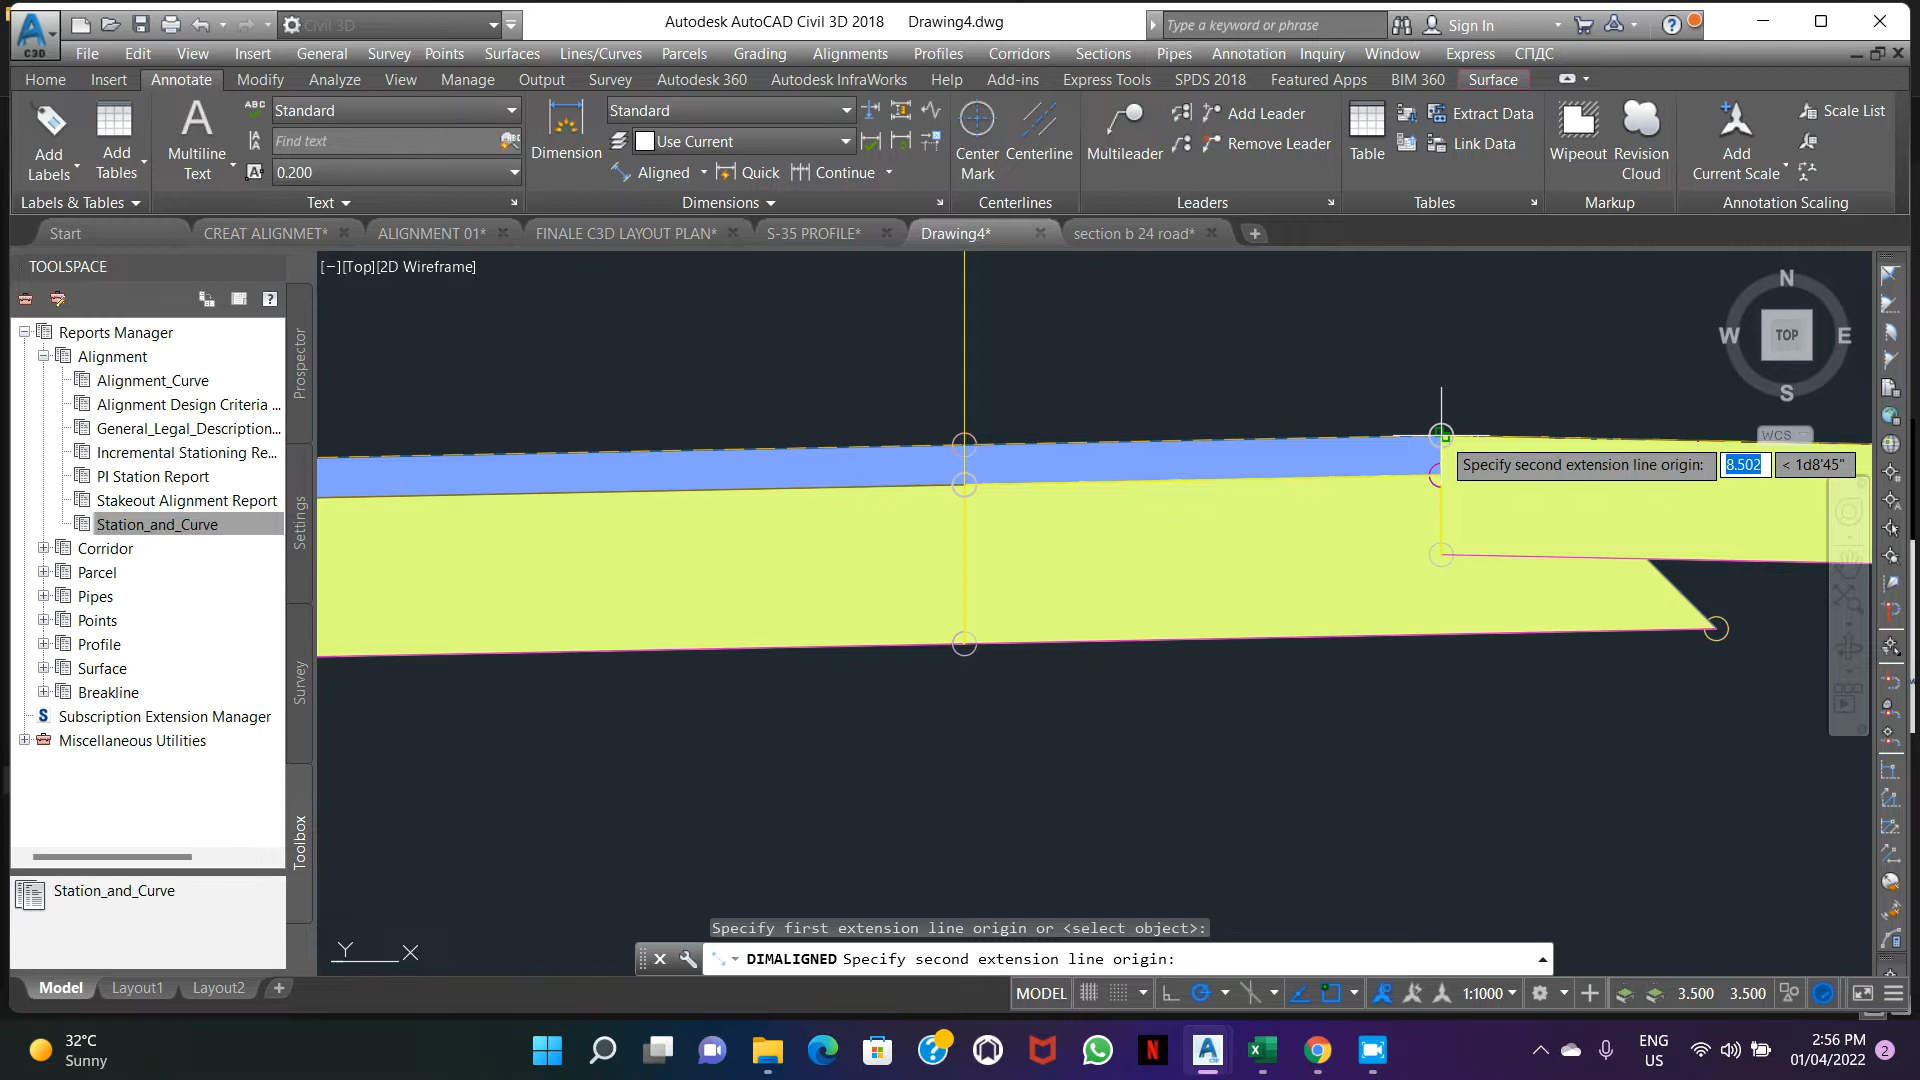 C3D
Civil 3D
Autodesk AutoCAD Civil 3D 2018 Drawing4.dwg
Type a keyword or phrase
Sign In
File Edit View Insert General Survey Points Surfaces Lines/Curves Parcels Grading Alignments Profiles Corridors Sections Pipes Annotation Inquiry Window Express СПДС
Home Insert Annotate Modify Analyze View Manage Output Survey Autodesk 360 Autodesk InfraWorks Help Add-ins Express Tools SPDS 2018 Featured Apps BIM 360 Surface
Add Labels
Add Tables
Labels & Tables
Multiline Text
ABC
Standard
Find text
0.200
Text
Dimension
Standard
Use Current
Aligned
Quick
Continue
Dimensions
Center Mark
Centerline
Centerlines
Multileader
Add Leader
Remove Leader
Leaders
Table
Extract Data
Link Data
Tables
Wipeout
Revision Cloud
Markup
Add Current Scale
Scale List
Annotation Scaling
Start
CREAT ALIGNMET*
ALIGNMENT 01*
FINALE C3D LAYOUT PLAN*
S-35 PROFILE*
Drawing4*
section b 24 road*
TOOLSPACE
Reports Manager
Alignment
Alignment_Curve
Alignment Design Criteria ...
General_Legal_Description...
Incremental Stationing Re...
PI Station Report
Stakeout Alignment Report
Station_and_Curve
Corridor
Parcel
Pipes
Points
Profile
Surface
Breakline
Subscription Extension Manager
Miscellaneous Utilities
Station_and_Curve
Prospector
Settings
Survey
Toolbox
[−][Top][2D Wireframe]
N
W TOP E
S
WCS
Specify second extension line origin: 8.502 < 1d8'45"
Y X
Specify first extension line origin or <select object>:
DIMALIGNED Specify second extension line origin:
Model Layout1 Layout2
MODEL 1:1000 3.500 3.500
32°C
Sunny
ENG
US
2:56 PM
01/04/2022
2